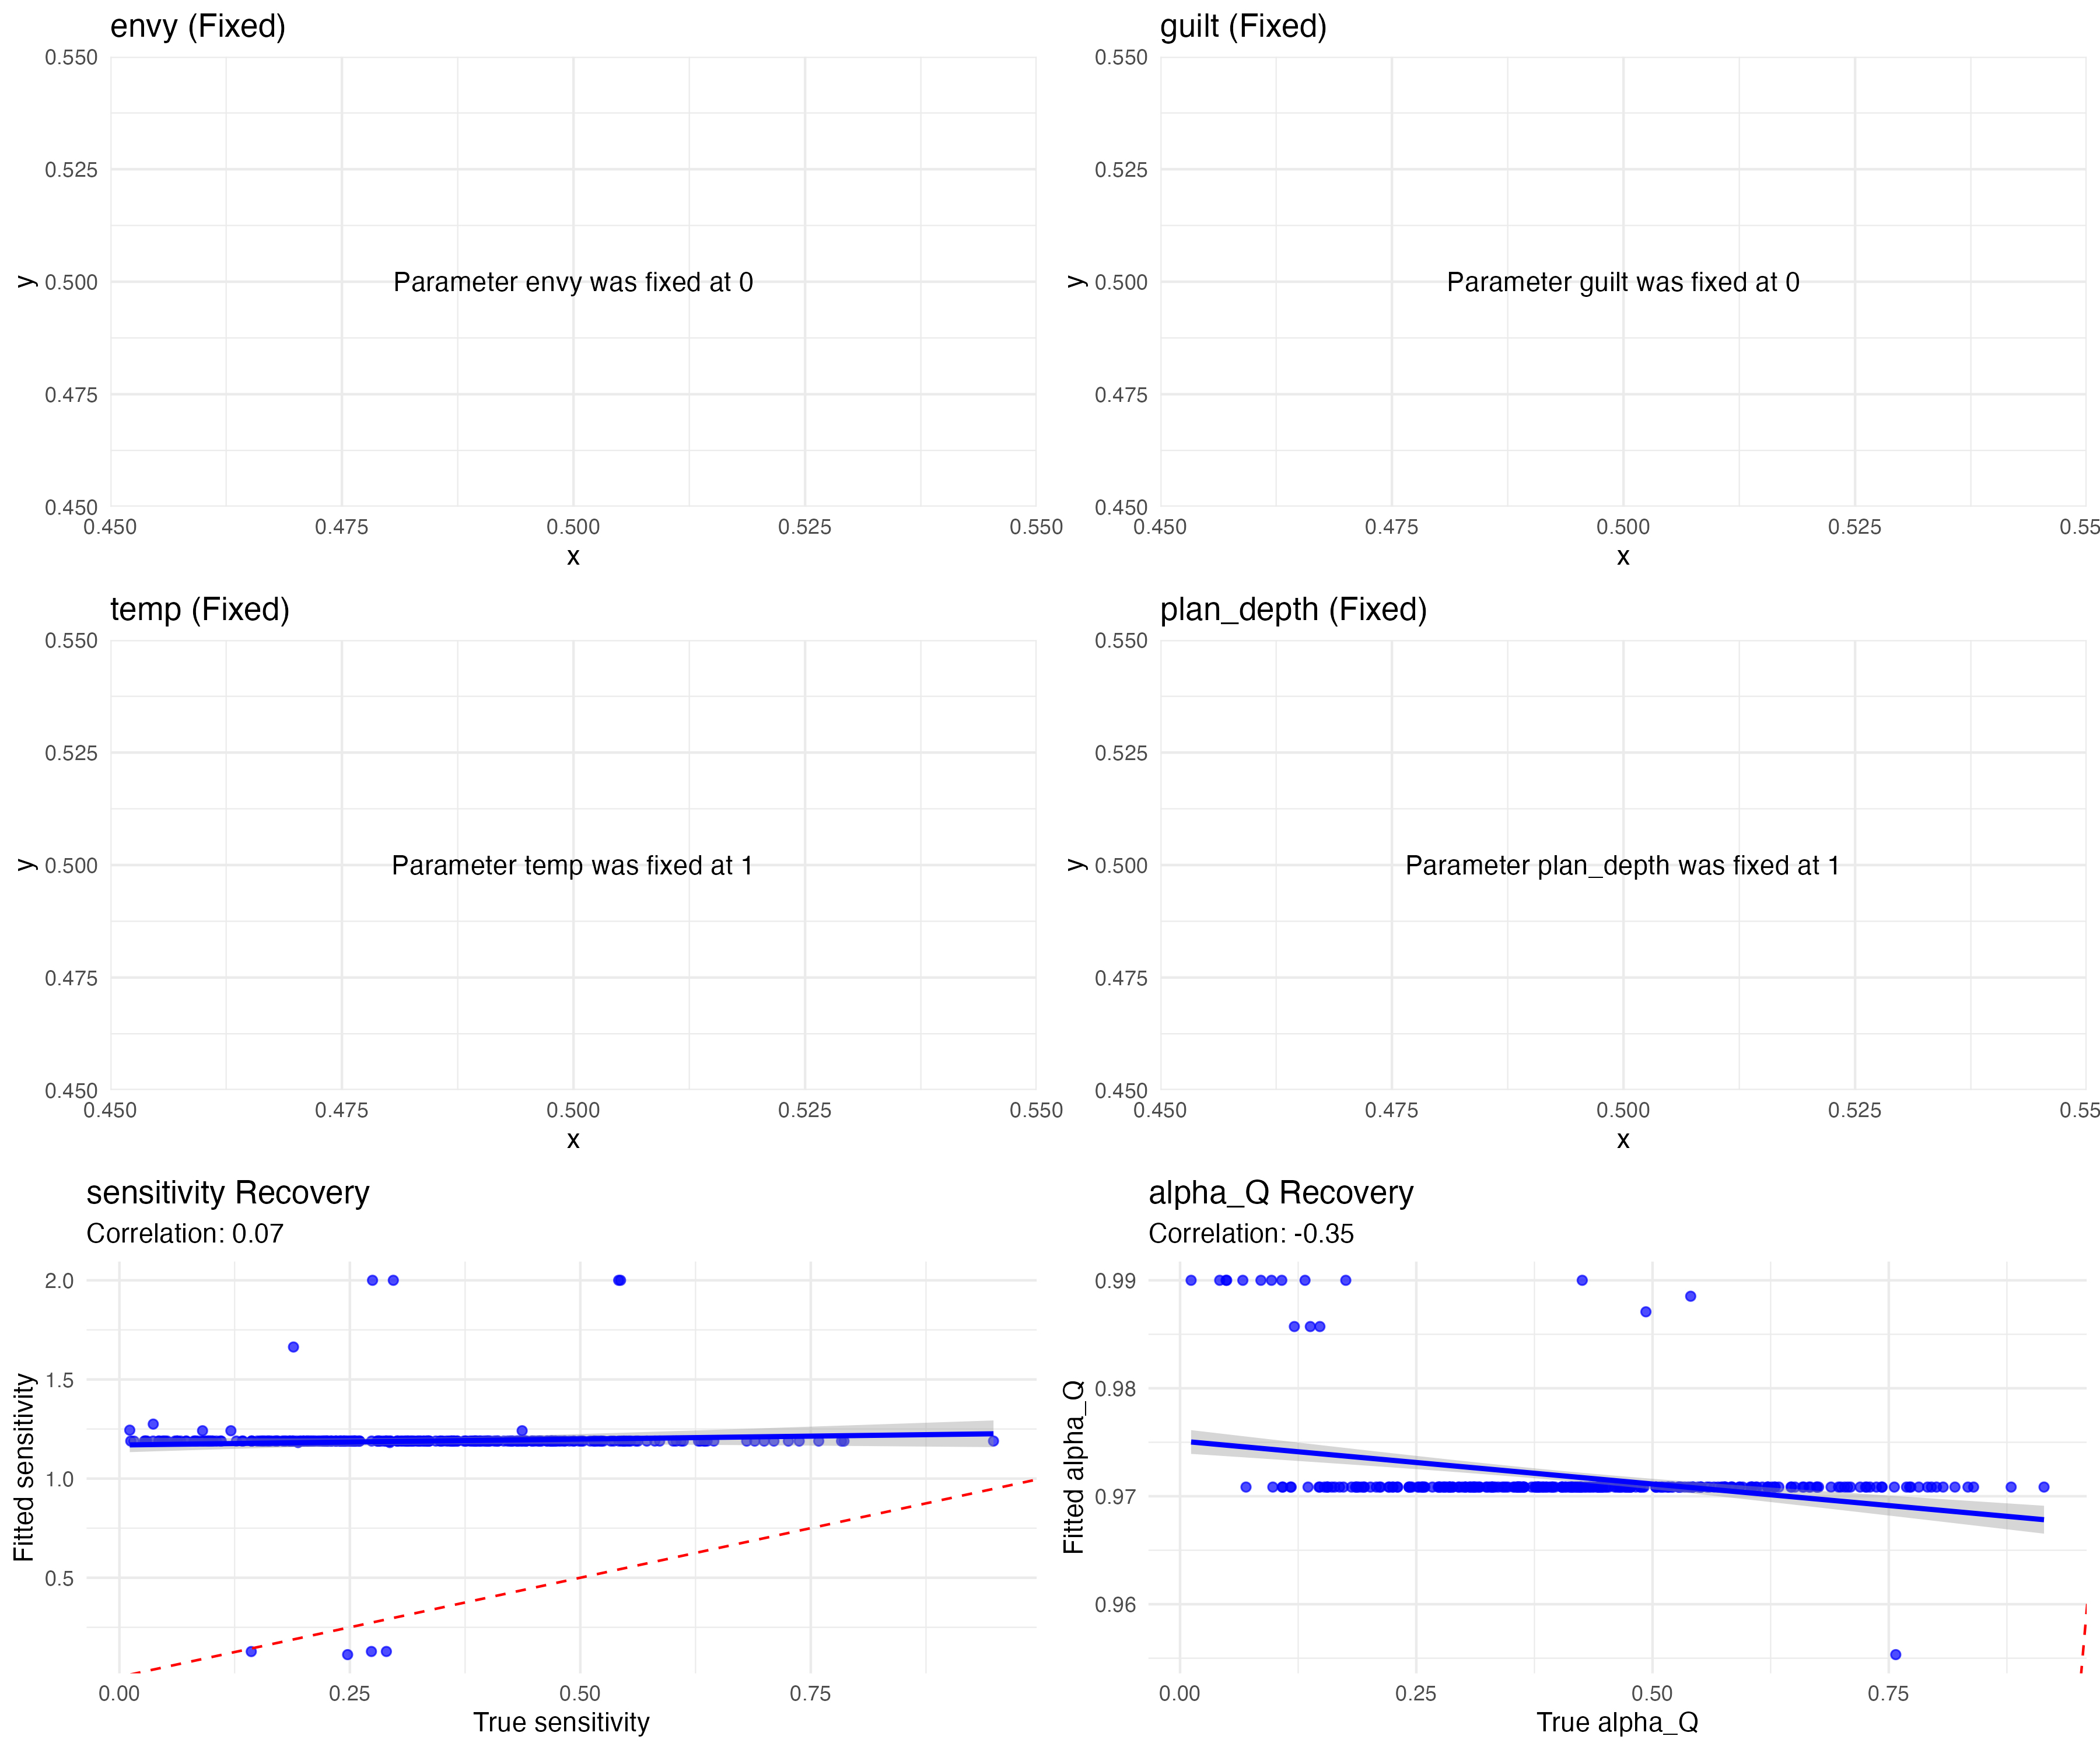 envy (Fixed)
0.550
0.525
y 0.500
Parameter envy was fixed at 0
0.475
0.450
0.450 0.475 0.500 0.525 0.550
x
guilt (Fixed)
0.550
0.525
y 0.500
Parameter guilt was fixed at 0
0.475
0.450
0.450 0.475 0.500 0.525 0.55
x
temp (Fixed)
0.550
0.525
y 0.500
Parameter temp was fixed at 1
0.475
0.450
0.450 0.475 0.500 0.525 0.550
x
plan_depth (Fixed)
0.550
0.525
y 0.500
Parameter plan_depth was fixed at 1
0.475
0.450
0.450 0.475 0.500 0.525 0.55
x
sensitivity Recovery
Correlation: 0.07
2.0
1.5
1.0
0.5
Fitted sensitivity
0.00 0.25 0.50 0.75
True sensitivity
alpha_Q Recovery
Correlation: -0.35
0.99
0.98
0.97
0.96
Fitted alpha_Q
0.00 0.25 0.50 0.75
True alpha_Q